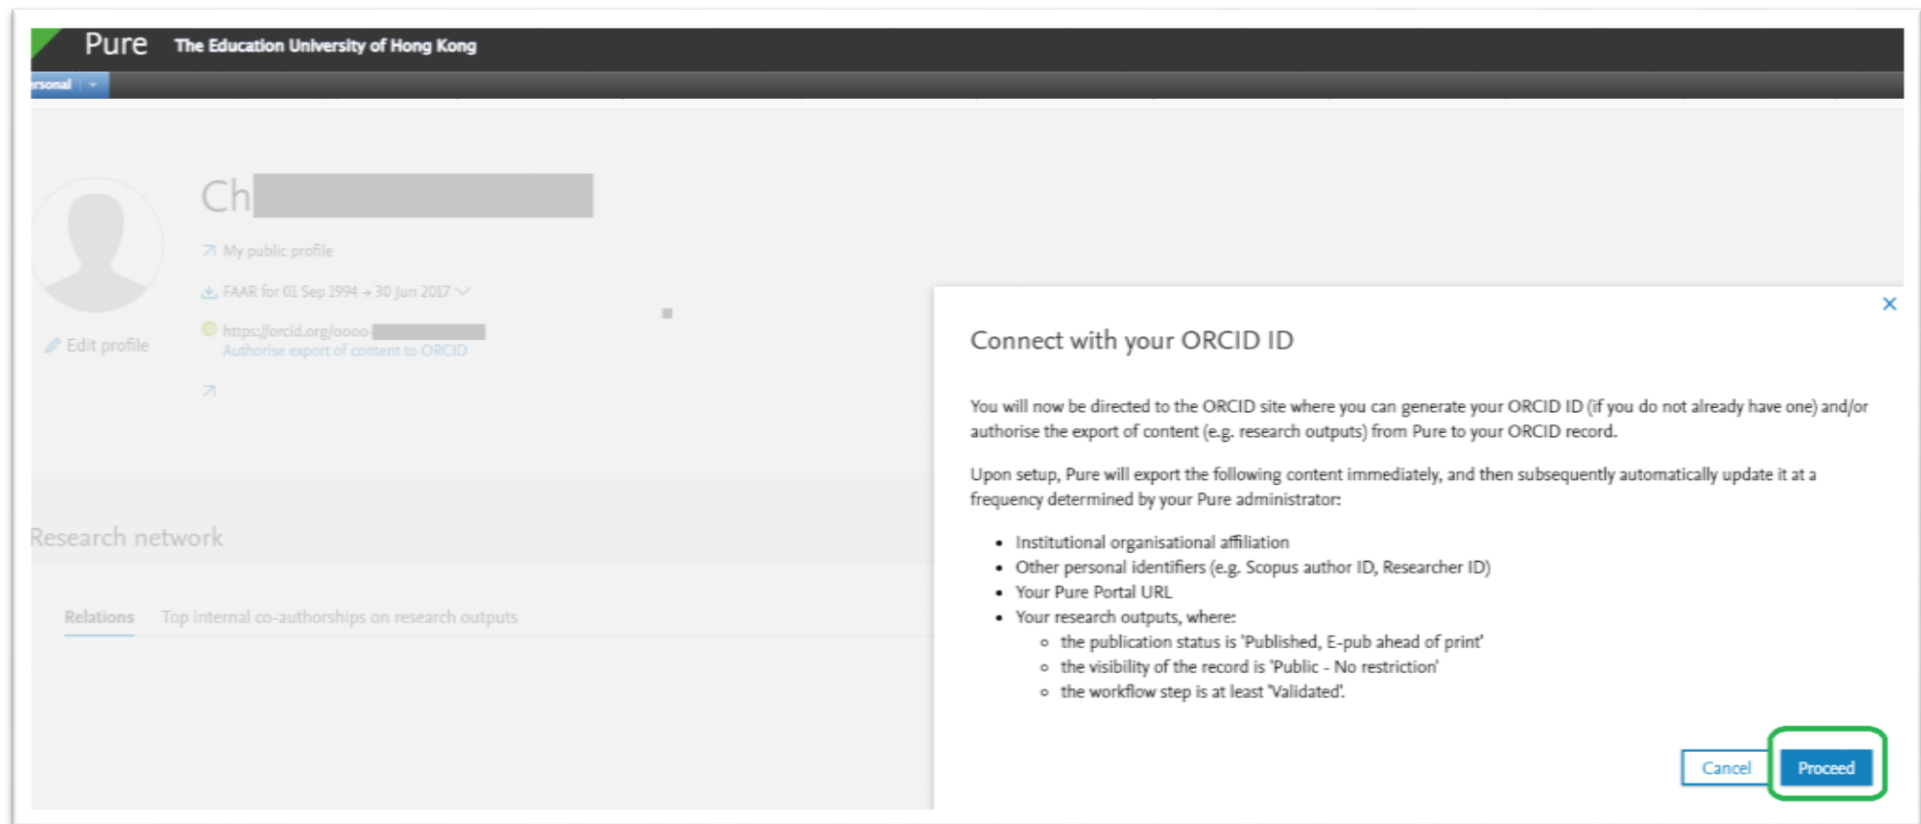 Pure The Education University of Hong Kong
ersonal
Ch
My public profile
FAAR for 01 Sep 1994 → 30 Jun 2017
https://orcid.org/0000-
Edit profile
Authorise export of content to ORCID
Connect with your ORCID ID
You will now be directed to the ORCID site where you can generate your ORCID ID (if you do not already have one) and/or
authorise the export of content (e.g. research outputs) from Pure to your ORCID record.
Upon setup, Pure will export the following content immediately, and then subsequently automatically update it at a
frequency determined by your Pure administrator:
• Institutional organisational affiliation
• Other personal identifiers (e.g. Scopus author ID, Researcher ID)
• Your Pure Portal URL
• Your research outputs, where:
◦ the publication status is 'Published, E-pub ahead of print'
◦ the visibility of the record is 'Public - No restriction'
◦ the workflow step is at least 'Validated'.
Research network
Relations Top internal co-authorships on research outputs
Cancel Proceed